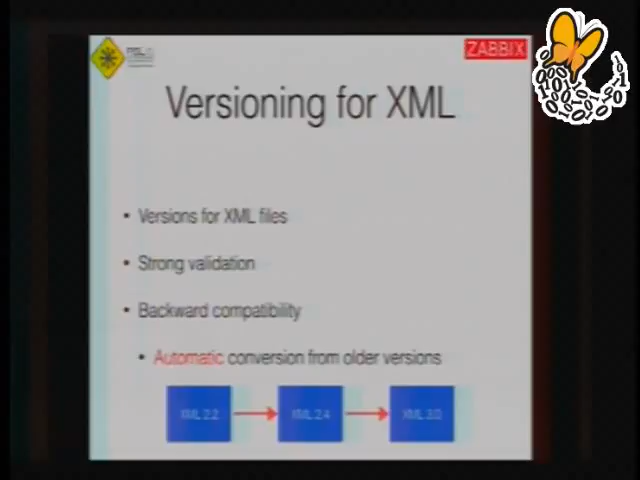 ZABBIX
Versioning for XML
• Versions for XML files
• Strong validation
• Backward compatibility
• Automatic conversion from older versions
XML 2.2
XML 2.4
XML 3.0